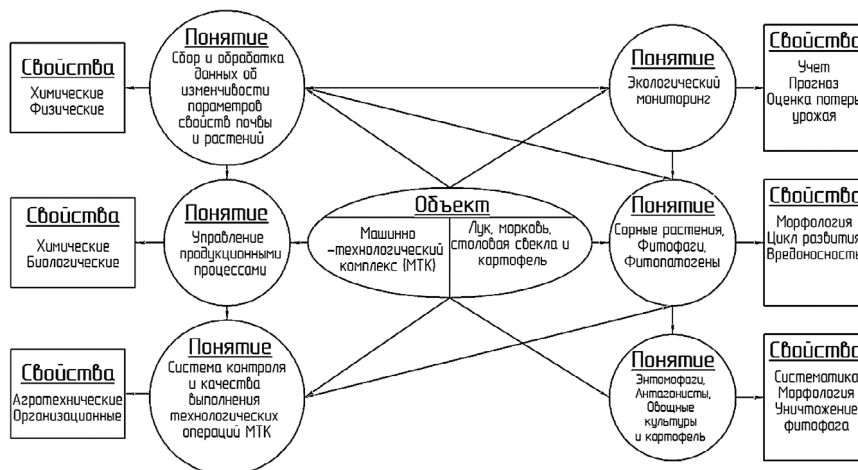 Свойства
Химические
Физические
Понятие
Сбор и обработка
данных об
изменчивости
параметров
свойств почвы
и растений
Понятие
Экологический
мониторинг
Свойства
Учет
Прогноз
Оценка потерь
урожая
Свойства
Химические
Биологические
Понятие
Управление
продукционными
процессами
Объект
Машинно
-технологический
комплекс (МТК)
Лук, морковь,
столовая свекла и
картофель
Понятие
Сорные растения,
Фитофаги,
Фитопатогены
Свойства
Морфология
Цикл развития
Вредоносность
Свойства
Агротехнические
Организационные
Понятие
Система контроля
и качества
выполнения
технологических
операций МТК
Понятие
Энтомофаги,
Антагонисты,
Овощные
культуры
и картофель
Свойства
Систематика
Морфология
Уничтожение
фитофага